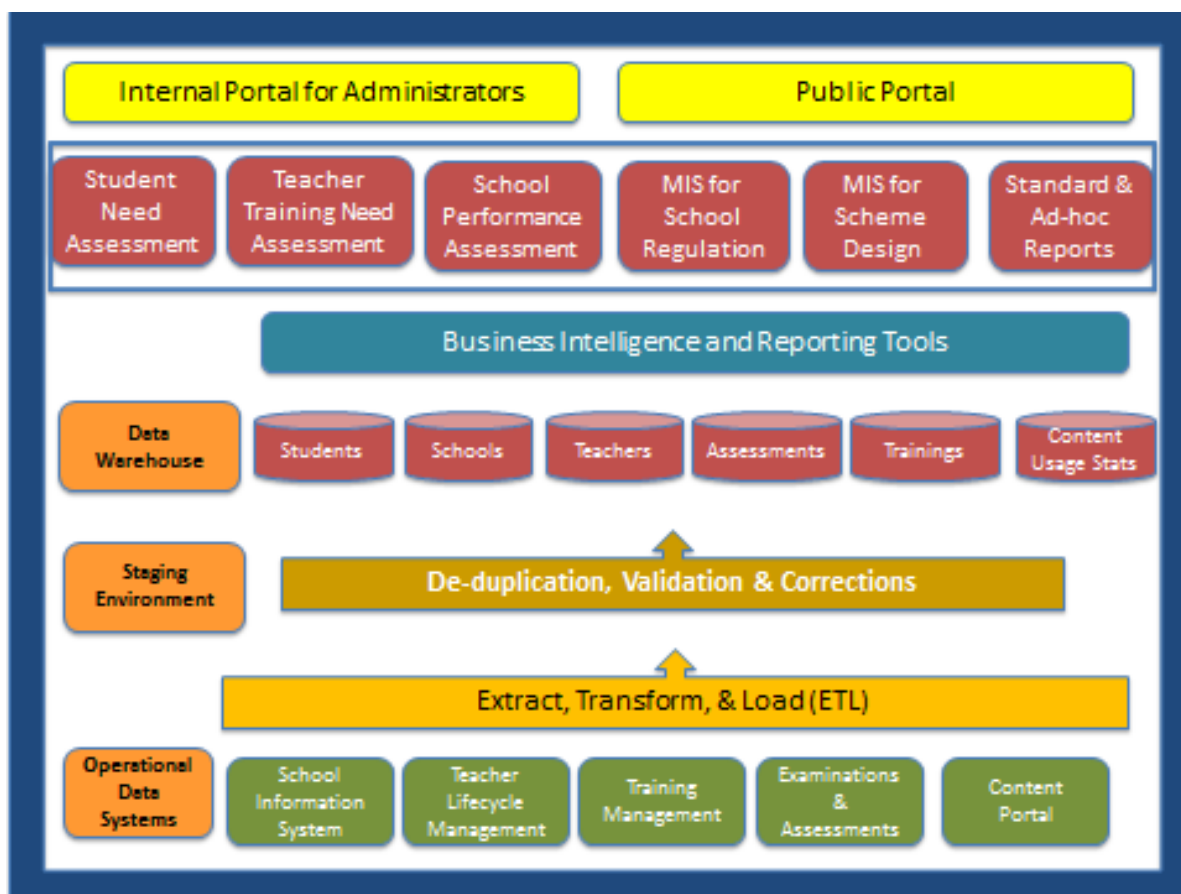 Internal Portal for Administrators
Public Portal
Student
Need
Assessment
Teacher
Training Need
Assessment
School
Performance
Assessment
MIS for
School
Regulation
MIS for
Scheme
Design
Standard &
Ad-hoc
Reports
Business Intelligence and Reporting Tools
Data
Warehouse
Students
Schools
Teachers
Assessments
Trainings
Content
Usage Stats
Staging
Environment
De-duplication, Validation & Corrections
Extract, Transform, & Load (ETL)
Operational
Data
Systems
School
Information
System
Teacher
Lifecycle
Management
Training
Management
Examinations
&
Assessments
Content
Portal